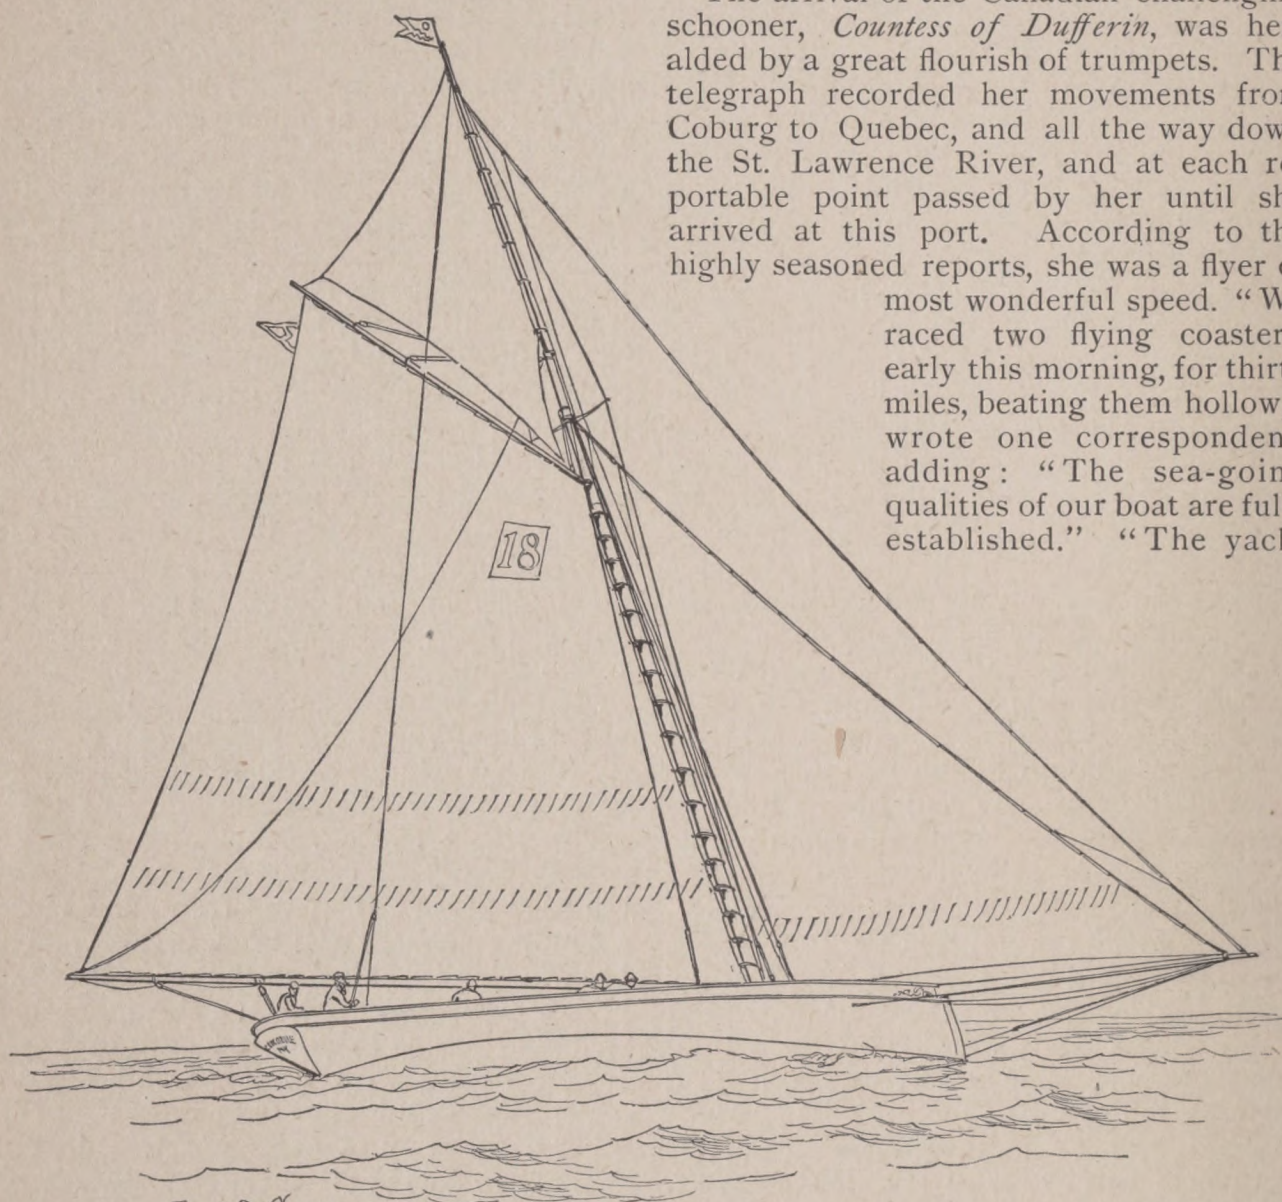 schooner, Countess of Dufferin, was he
alded by a great flourish of trumpets. Th
telegraph recorded her movements fro
Coburg to Quebec, and all the way dow
the St. Lawrence River, and at each r
portable point passed by her until sh
arrived at this port. According to th
highly seasoned reports, she was a flyer
most wonderful speed. “W
raced two flying coaster
early this morning, for thirt
miles, beating them hollow
wrote one corresponden
adding: “The sea-goin
qualities of our boat are ful
established.” “The yach
18